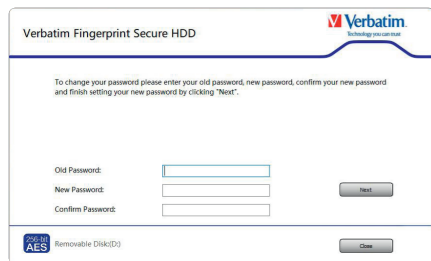 Verbatim Fingerprint Secure HDD
Verbatim.
Technology you can trust
To change your password please enter your old password, new password, confirm your new password
and finish setting your new password by clicking "Next".
Old Password:
New Password:
Next
Confirm Password:
256-bit
AES
Removable Disk:(D:)
Close